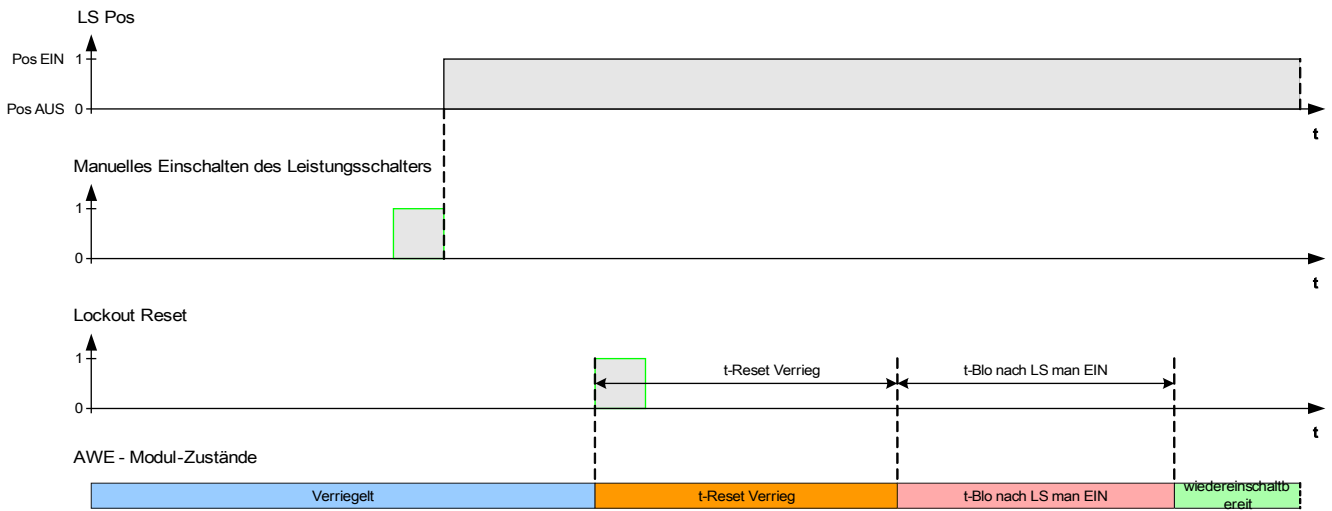 LS Pos
Pos EIN 1
Pos AUS 0
t
Manuelles Einschalten des Leistungsschalters
1
0
t
Lockout Reset
1
t-Reset Verrieg
t-Blo nach LS man EIN
0
t
AWE - Modul-Zustände
Verriegelt
t-Reset Verrieg
t-Blo nach LS man EIN
wiedereinschaltb
ereit